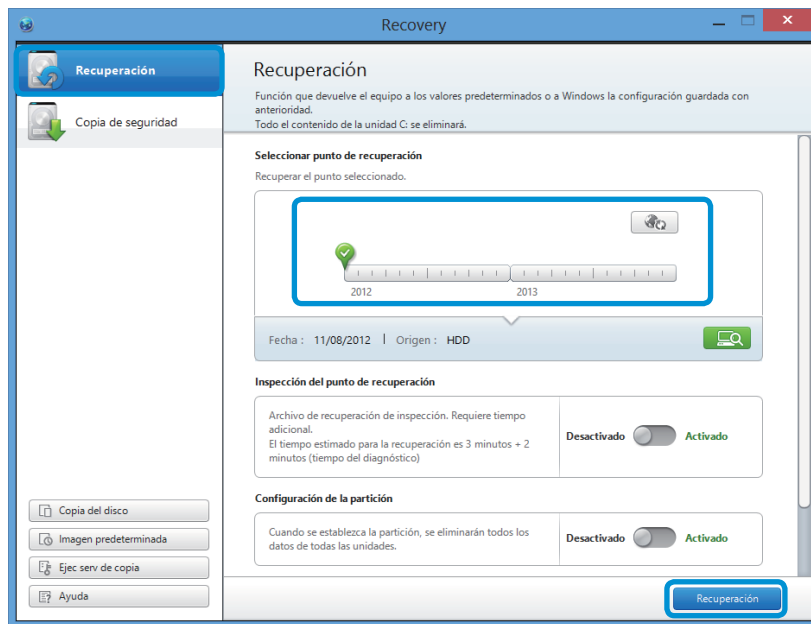 Recovery
Recuperación
Copia de seguridad
Copia del disco
Imagen predeterminada
Ejec serv de copia
Ayuda
Recuperación
Función que devuelve el equipo a los valores predeterminados o a Windows la configuración guardada con
anterioridad.
Todo el contenido de la unidad C: se eliminará.
Seleccionar punto de recuperación
Recuperar el punto seleccionado.
2012 2013
Fecha : 11/08/2012 | Origen : HDD
Inspección del punto de recuperación
Archivo de recuperación de inspección. Requiere tiempo
adicional.
El tiempo estimado para la recuperación es 3 minutos + 2
minutos (tiempo del diagnóstico)
Desactivado Activado
Configuración de la partición
Cuando se establezca la partición, se eliminarán todos los
datos de todas las unidades.
Desactivado Activado
Recuperación